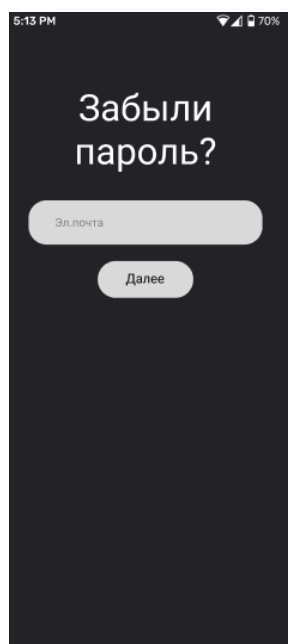 5:13 PM 70%
Забыли
пароль?
Эл.почта
Далее